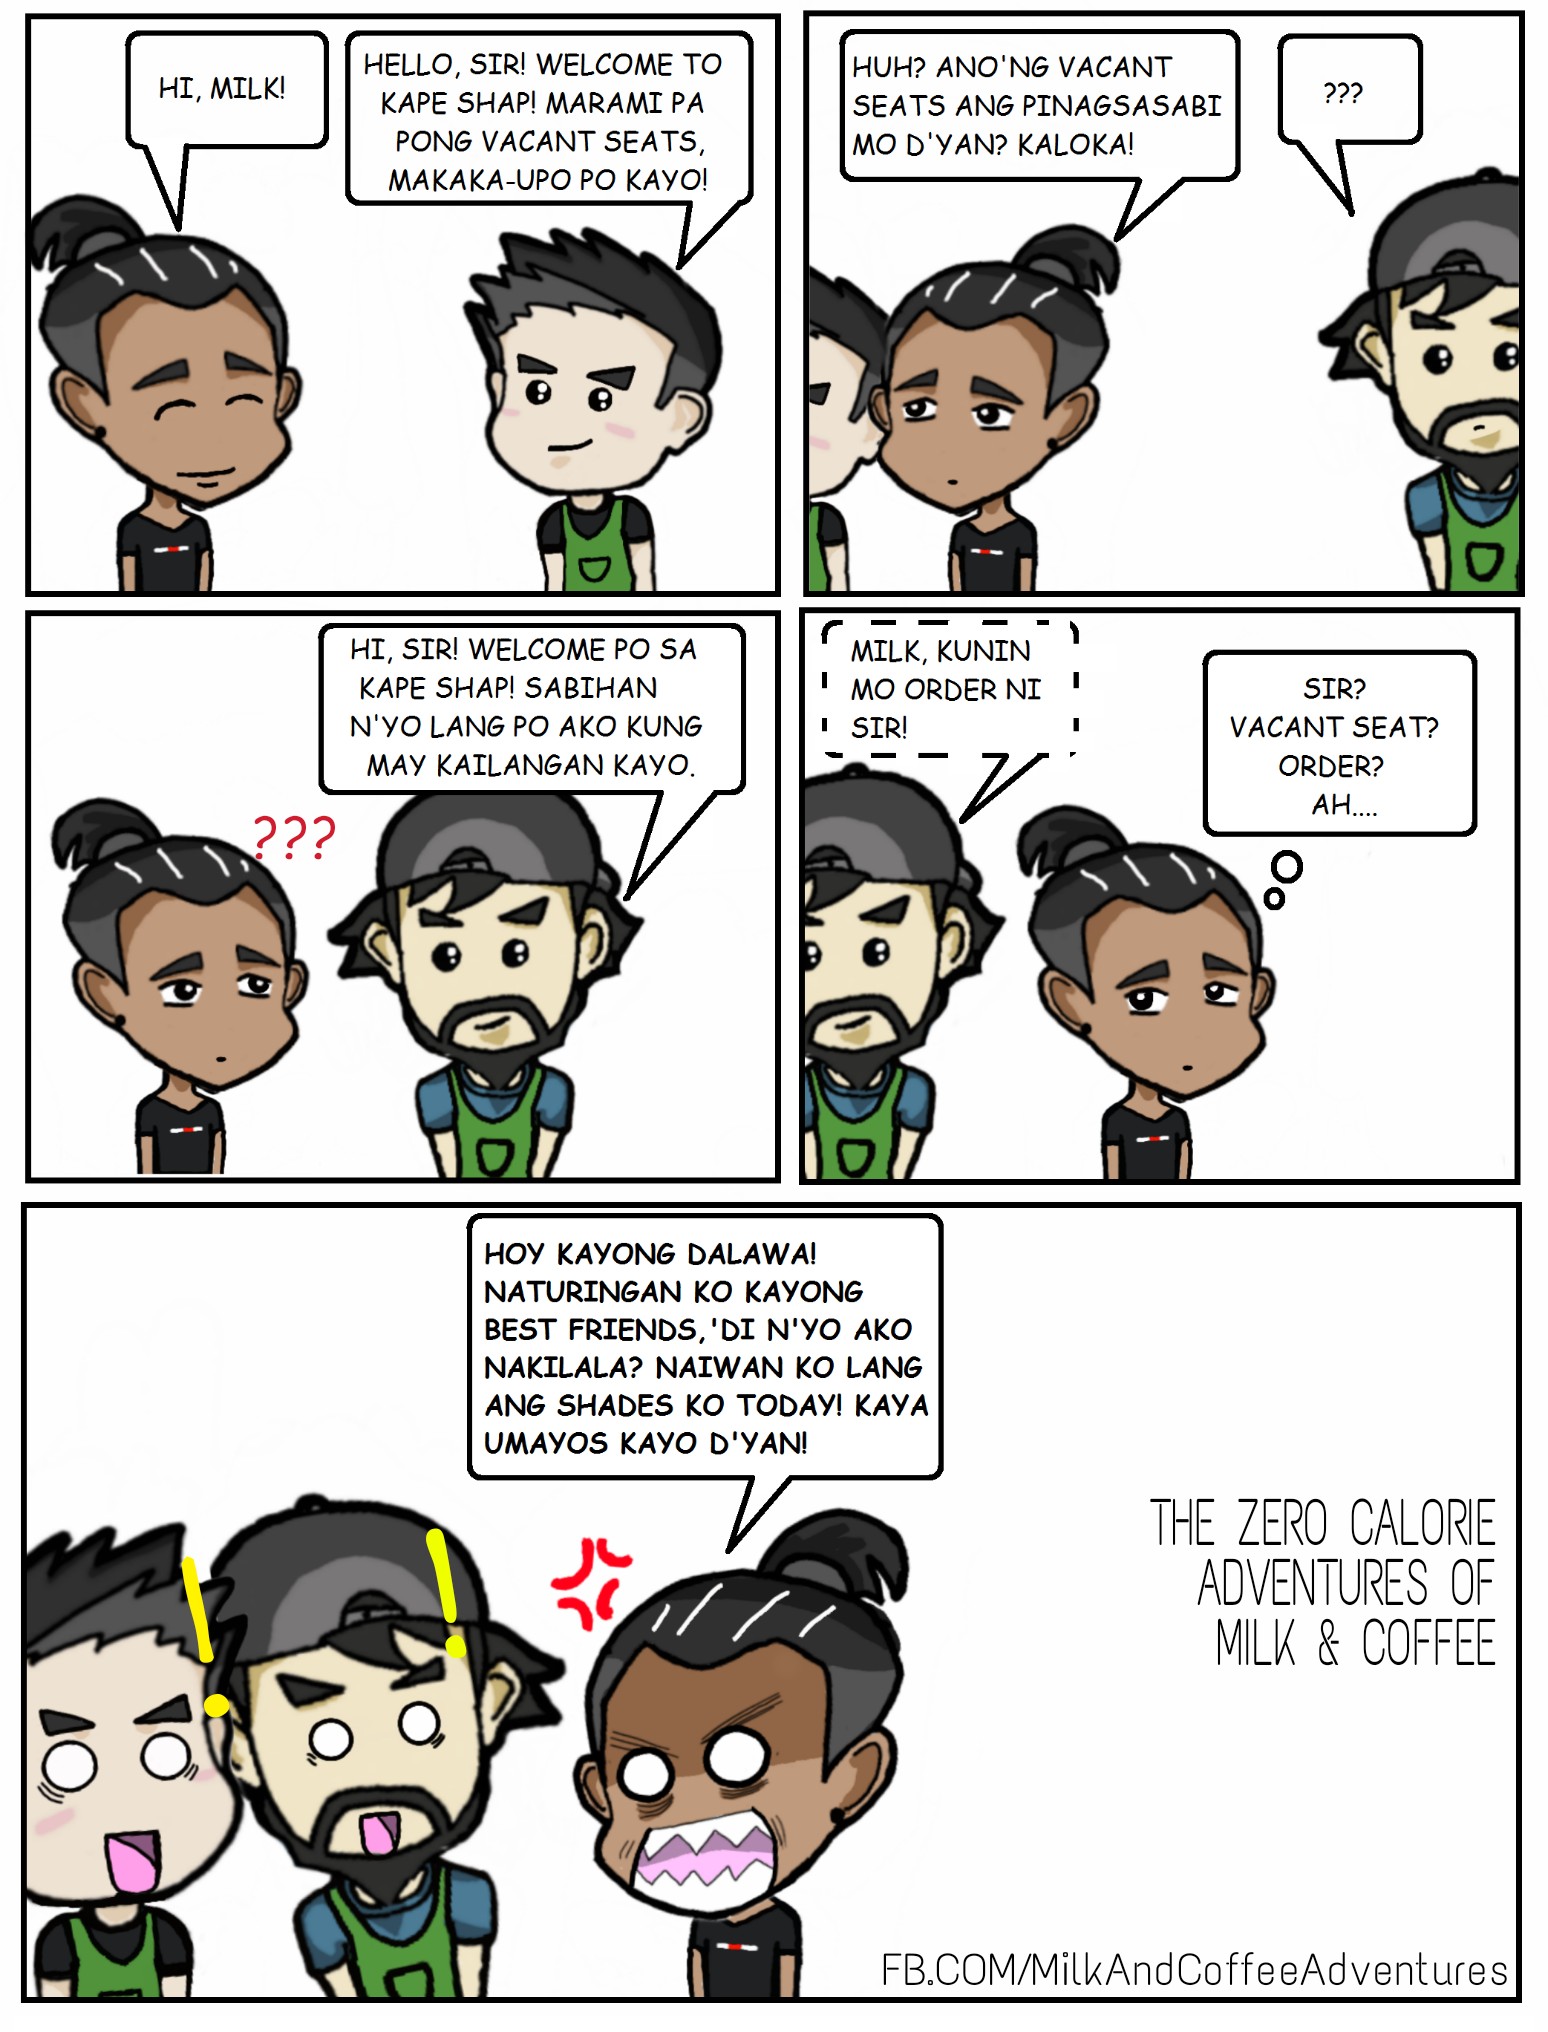 HI, MILK!
HELLO, SIR! WELCOME TO
KAPE SHAP! MARAMI PA
PONG VACANT SEATS,
MAKAKA-UPO PO KAYO!
HUH? ANO'NG VACANT
SEATS ANG PINAGSASABI
MO D'YAN? KALOKA!
???
HI, SIR! WELCOME PO SA
KAPE SHAP! SABIHAN
N'YO LANG PO AKO KUNG
MAY KAILANGAN KAYO.
???
MILK, KUNIN
MO ORDER NI
SIR!
SIR?
VACANT SEAT?
ORDER?
AH....
HOY KAYONG DALAWA!
NATURINGAN KO KAYONG
BEST FRIENDS,'DI N'YO AKO
NAKILALA? NAIWAN KO LANG
ANG SHADES KO TODAY! KAYA
UMAYOS KAYO D'YAN!
!
!
THE ZERO CALORIE
ADVENTURES OF
MILK & COFFEE
FB.COM/MilkAndCoffeeAdventures